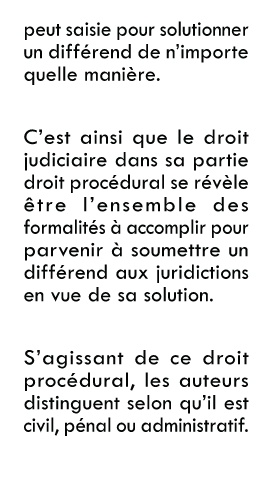 peut saisie pour solutionner
un différend de n'importe
quelle manière.
C'est ainsi que le droit
judiciaire dans sa partie
droit procédural se révèle
être l'ensemble des
formalités à accomplir pour
parvenir à soumettre un
différend aux juridictions
en vue de sa solution.
S'agissant de ce droit
procédural, les auteurs
distinguent selon qu'il est
civil, pénal ou administratif.